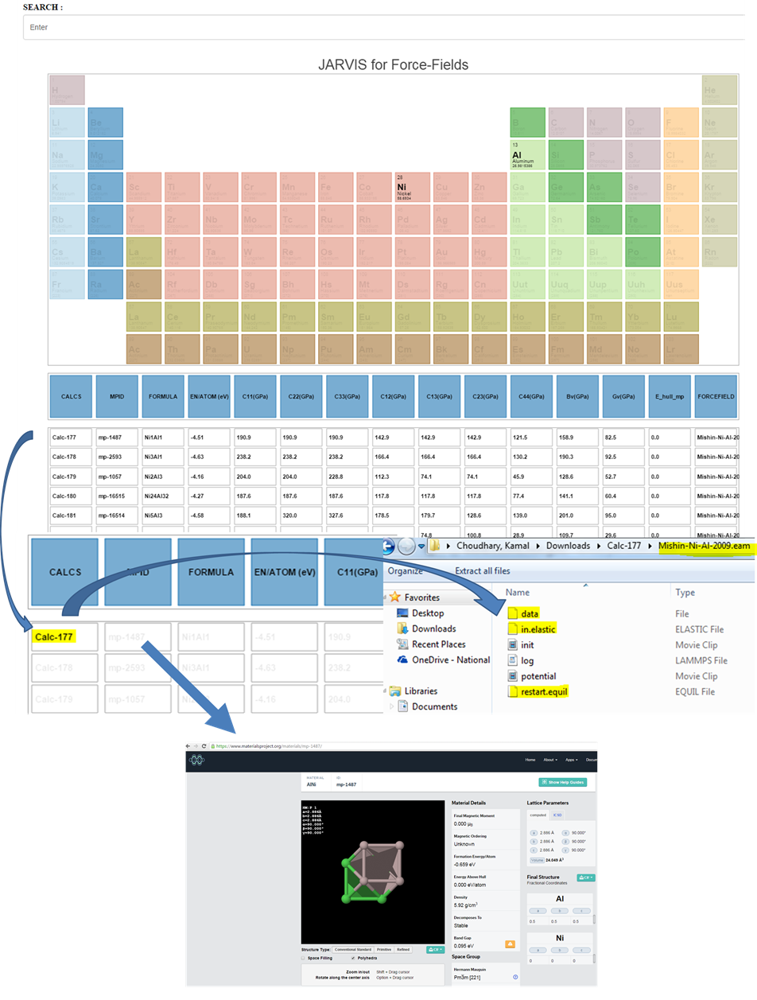 SEARCH :
Enter
JARVIS for Force-Fields
H He
Li Be B C N O F Ne
Na Mg 13 Al Aluminum 26.9815386 Si P S Cl Ar
K Ca Sc Ti V Cr Mn Fe Co 28 Ni Nickel 58.6934 Cu Zn Ga Ge As Se Br Kr
Rb Sr Y Zr Nb Mo Tc Ru Rh Pd Ag Cd In Sn Sb Te I Xe
Cs Ba La Hf Ta W Re Os Ir Pt Au Hg Tl Pb Bi Po At Rn
Fr Ra Ac Rf Db Sg Bh Hs Mt Ds Rg Cn Uut Uuq Uup Uuh Uus
La Ce Pr Nd Pm Sm Eu Gd Tb Dy Ho Er Tm Yb Lu
Ac Th Pa U Np Pu Am Cm Bk Cf Es Fm Md No Lr
CALCS MPID FORMULA EN/ATOM (eV) C11(GPa) C22(GPa) C33(GPa) C12(GPa) C13(GPa) C23(GPa) C44(GPa) Bv(GPa) Gv(GPa) E_hull_mp FORCEFIELD
Calc-177 mp-1487 Ni1Al1 -4.51 190.9 190.9 190.9 142.9 142.9 142.9 121.5 158.9 82.5 0.0 Mishin-Ni-Al-20
Calc-178 mp-2593 Ni3Al1 -4.63 238.2 238.2 238.2 166.4 166.4 166.4 130.2 190.3 92.5 0.0 Mishin-Ni-Al-20
Calc-179 mp-1057 Ni2Al3 -4.16 204.0 204.0 228.8 112.3 74.1 74.1 45.9 128.6 52.7 0.0 Mishin-Ni-Al-20
Calc-180 mp-16515 Ni24Al32 -4.27 187.6 187.6 187.6 117.8 117.8 117.8 77.4 141.1 60.4 0.0 Mishin-Ni-Al-20
Calc-181 mp-16514 Ni5Al3 -4.58 188.1 320.0 327.6 178.5 179.7 128.6 139.0 201.0 95.0 0.0 Mishin-Ni-Al-20
74.8 100.8 28.9 109.7 29.6 0.0 Mishin-Ni-Al-20
CALCS MPID FORMULA EN/ATOM (eV) C11(GPa)
Calc-177 mp-1487 Ni1Al1 -4.51 190.9
Calc-178 mp-2593 Ni3Al1 -4.63 238.2
Calc-179 mp-1057 Ni2Al3 -4.16 204.0
Choudhary, Kamal Downloads Calc-177 Mishin-Ni-Al-2009.eam
Organize Extract all files
Name Type
Favorites
Desktop
Downloads
Recent Places
OneDrive - National
Libraries
Documents
data File
in.elastic ELASTIC File
init Movie Clip
log LAMMPS File
potential Movie Clip
restart.equil EQUIL File
https://www.materialsproject.org/materials/mp-1487/
Home About Apps Docum
MATERIAL ID:
AlNi mp-1487
Show Help Guides
HM:P 1
a=2.886Å
b=2.886Å
c=2.886Å
α=90.000°
β=90.000°
γ=90.000°
Structure Type: Conventional Standard Primitive Refined CIF
Space Filling Polyhedra
Zoom in/out Shift + Drag cursor
Rotate along the center axis Option + Drag cursor
Material Details
Final Magnetic Moment
0.000 μB
Magnetic Ordering
Unknown
Formation Energy/Atom
-0.659 eV
Energy Above Hull
0.000 eV/atom
Density
5.92 g/cm3
Decomposes To
Stable
Band Gap
0.095 eV
Space Group
Hermann Mauguin
Pm3̅m [221]
Lattice Parameters
computed ICSD
a 2.886 Å α 90.000°
b 2.886 Å β 90.000°
c 2.886 Å γ 90.000°
Volume 24.049 Å3
Final Structure CIF
Fractional Coordinates
Al
a b c
0.5 0.5 0.5
Ni
a b c
0 0 0